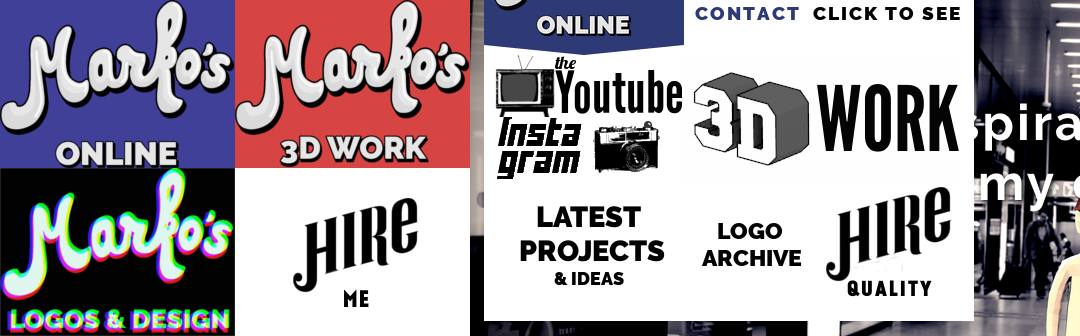 Marko's
ONLINE
Marko's
3D WORK
Marko's
LOGOS & DESIGN
HIRE
ME
ONLINE
the
Youtube
Insta
gram
LATEST
PROJECTS
& IDEAS
CONTACT CLICK TO SEE
3D WORK
LOGO
ARCHIVE
HIRE
QUALITY
my